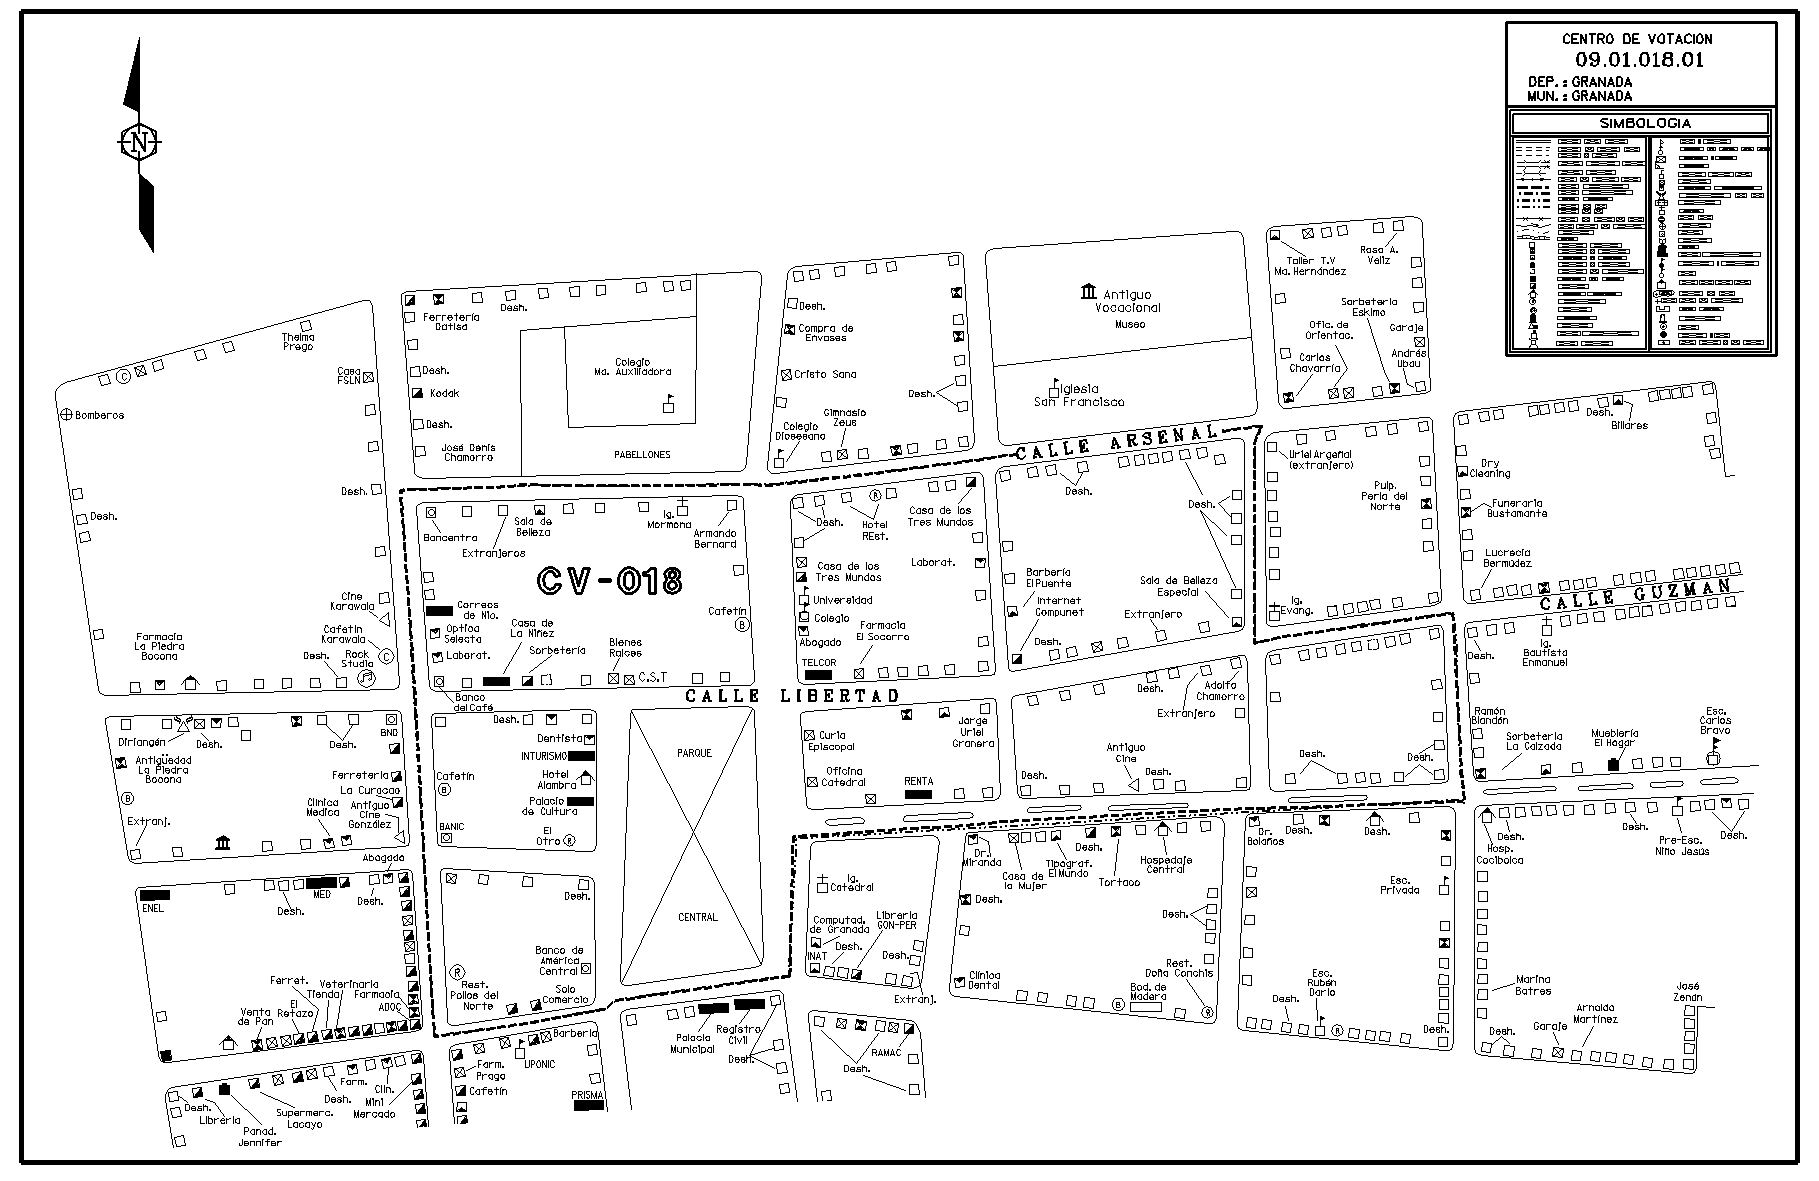 CENTRO DE VOTACION
09.01.018.01
DEP. : GRANADA
MUN. : GRANADA
SIMBOLOGIA
N
Thelma
Prego
Casa
FSLN
Bomberos
Desh.
Desh.
Cine
Karawala
Cafetin
Karawala
Farmacia
La Piedra
Bocona
Desh.
Rock
Studio
C
C
Ferretería
Datisa
Desh.
Desh.
Kodak
Desh.
José Denis
Chamorro
Colegio
Ma. Auxiliadora
PABELLONES
Desh.
Compra de
Envases
Cristo Sana
Gimnasio
Zeus
Colegio
Diocesano
Desh.
Antiguo
Vocacional
Museo
Iglesia
San Francisco
Taller T.V
Ma. Hernández
Rosa A.
Veliz
Sorbeteria
Eskimo
Ofic. de
Orientac.
Garaje
Carlos
Chavarría
Andrés
Ubau
CALLE ARSENAL
Bancentro
Extranjeros
Sala de
Belleza
Ig.
Mormona
Armando
Bernard
CV-018
Correos
de Nic.
Optica
Selecta
Laborat.
Casa de
La Niñez
Sorbetería
Bienes
Raices
C.S.T
Cafetín
B
Banco
del Café
Desh.
R
Hotel
REst.
Casa de los
Tres Mundos
Casa de los
Tres Mundos
Laborat.
Universidad
Colegio
Abogado
Farmacia
El Socorro
TELCOR
Desh.
Desh.
Barbería
El Puente
Internet
Compunet
Sala de Belleza
Especial
Extranjero
Desh.
Uriel Argeñal
(extranjero)
Pulp.
Perla del
Norte
Ig.
Evang.
Desh.
Billares
Dry
Cleaning
Funeraria
Bustamante
Lucrecia
Bermúdez
CALLE GUZMAN
CALLE LIBERTAD
Diriangén
Desh.
Desh.
BND
Antigüedad
La Piedra
Bocona
B
Ferreteria
La Curacao
Clinica
Medica
Antiguo
Cine
González
Extranj.
Desh.
Dentista
INTURISMO
Hotel
Alambra
Palacio
de Cultura
Cafetín
B
BANIC
El
Otro
R
PARQUE
CENTRAL
Curia
Episcopal
Oficina
Catedral
Jorge
Uriel
Granera
RENTA
Desh.
Adolfo
Chamorro
Extranjero
Antiguo
Cine
Desh.
Desh.
Desh.
Desh.
Desh.
Ig.
Bautista
Enmanuel
Ramón
Blandón
Sorbeteria
La Calzada
Mueblería
El Hogar
Esc.
Carlos
Bravo
Abogado
ENEL
MED
Desh.
Farm.
Desh.
Ferret.
Tienda
Veterinaria
Farmacia
ADOC
El
Retazo
Venta
de Pan
Desh.
R
Rest.
Pollos del
Norte
Banco de
América
Central
Solo
Comercio
Ig.
Catedral
Computad.
de Granada
Libreria
GON-PER
Desh.
INAT
Desh.
Extranj.
Dr.
Miranda
Casa de
la Mujer
Tipograf.
El Mundo
Desh.
Tortaco
Hospedaje
Central
Desh.
Desh.
Clínica
Dental
Rest.
Doña Conchis
Bod. de
Madera
B
R
Dr.
Bolaños
Desh.
Desh.
Esc.
Privada
Esc.
Rubén
Dario
Desh.
R
Desh.
Desh.
Hosp.
Cocibolca
Desh.
Pre-Esc.
Niño Jesús
Desh.
Marina
Batres
José
Zenón
Arnoldo
Martínez
Garaje
Desh.
Desh.
Libreria
Panad.
Jennifer
Supermerc.
Lacayo
Desh.
Farm.
Clin.
Mini
Mercado
Barbería
UPONIC
Farm.
Praga
Cafetín
PRISMA
Palacio
Municipal
Registro
Civil
Desh.
RAMAC
Desh.